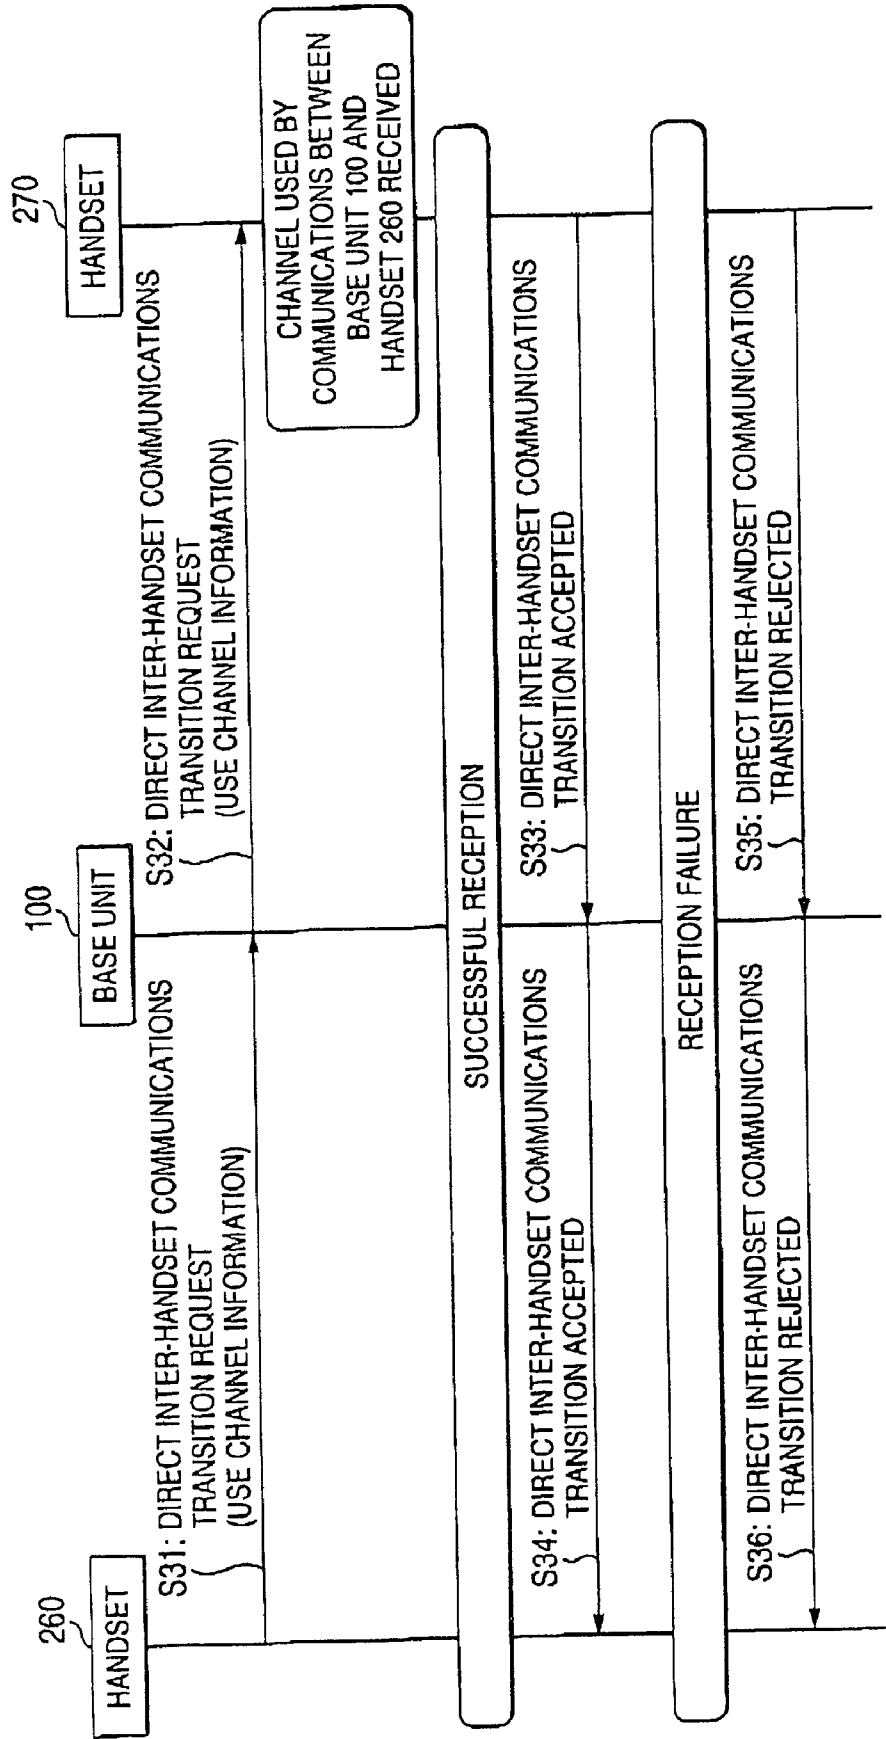 260
HANDSET
100
BASE UNIT
270
HANDSET
S31: DIRECT INTER-HANDSET COMMUNICATIONS
TRANSITION REQUEST
(USE CHANNEL INFORMATION)
S32: DIRECT INTER-HANDSET COMMUNICATIONS
TRANSITION REQUEST
(USE CHANNEL INFORMATION)
CHANNEL USED BY
COMMUNICATIONS BETWEEN
BASE UNIT 100 AND
HANDSET 260 RECEIVED
SUCCESSFUL RECEPTION
S33: DIRECT INTER-HANDSET COMMUNICATIONS
TRANSITION ACCEPTED
S34: DIRECT INTER-HANDSET COMMUNICATIONS
TRANSITION ACCEPTED
RECEPTION FAILURE
S35: DIRECT INTER-HANDSET COMMUNICATIONS
TRANSITION REJECTED
S36: DIRECT INTER-HANDSET COMMUNICATIONS
TRANSITION REJECTED